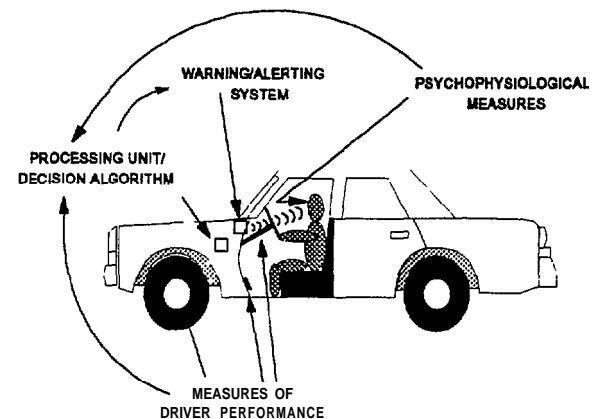 WARNING/ALERTING
SYSTEM
PSYCHOPHYSIOLOGICAL
MEASURES
PROCESSING UNIT/
DECISION ALGORITHM
MEASURES OF
DRIVER PERFORMANCE